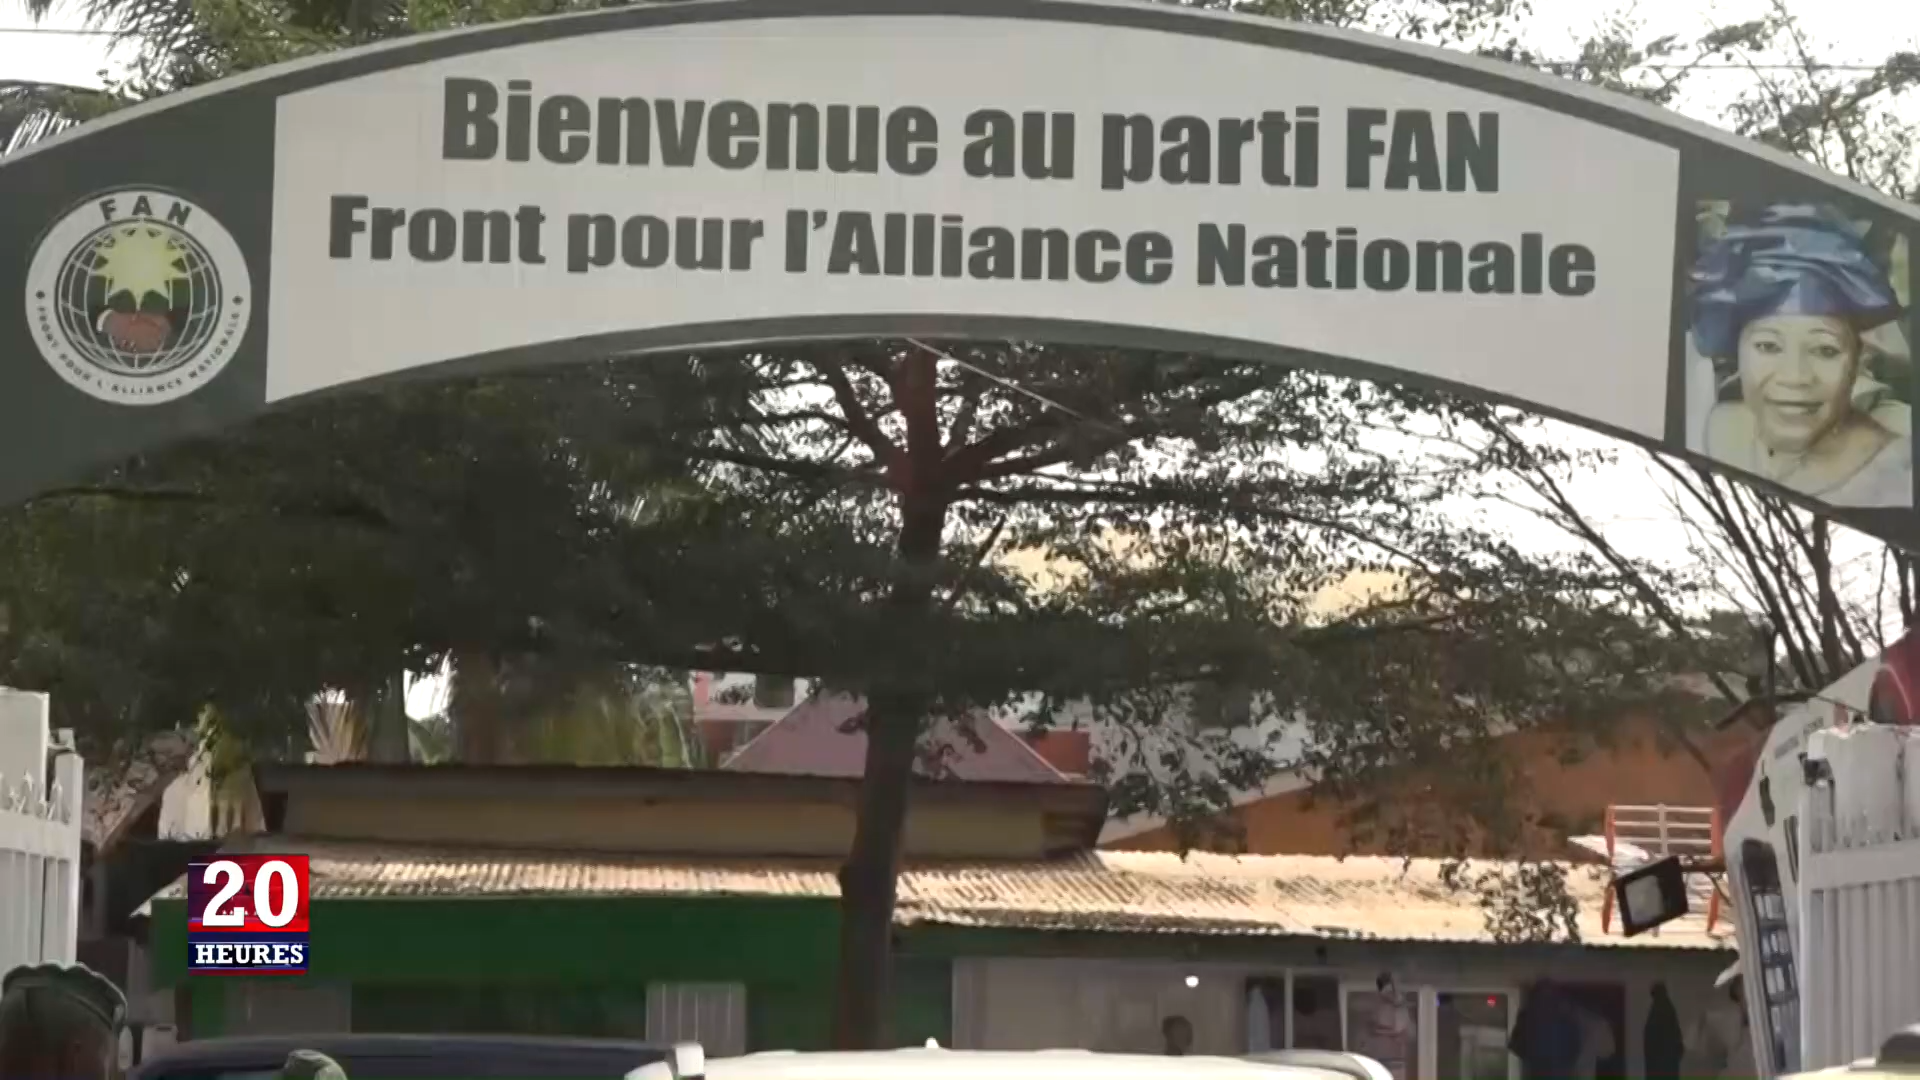 Bienvenue au parti FAN
Front pour l'Alliance Nationale
FAN
FRONT POUR L'ALLIANCE NATIONALE
20
HEURES